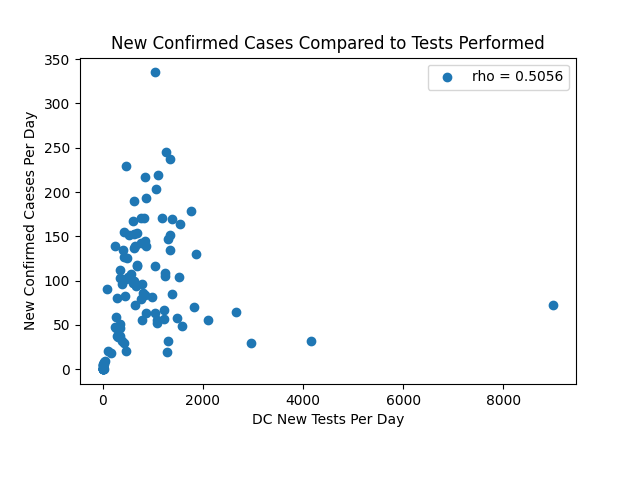 New Confirmed Cases Compared to Tests Performed
rho = 0.5056
350
300
250
200
150
100
50
0
New Confirmed Caeses Per Day
0 2000 4000 6000 8000
DC New Tests Per Day